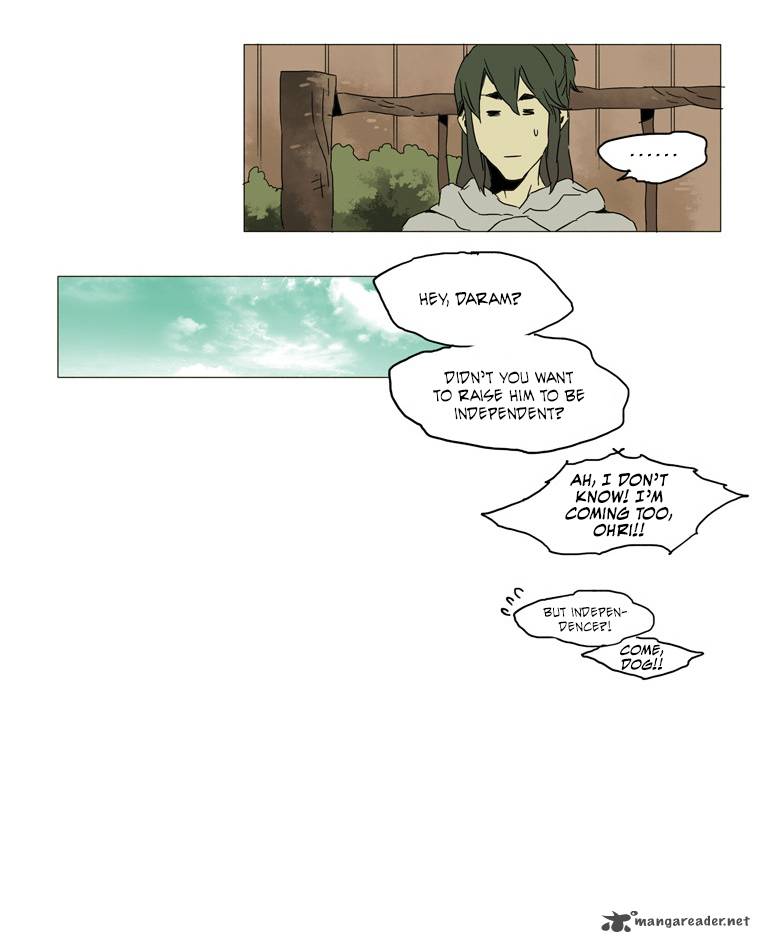 ......
HEY, DARAM?
DIDN'T YOU WANT
TO RAISE HIM TO BE
INDEPENDENT?
AH, I DON'T
KNOW! I'M
COMING TOO,
OHRI!!
BUT INDEPEN-
DENCE?!
COME,
DOG!!
mangareader.net